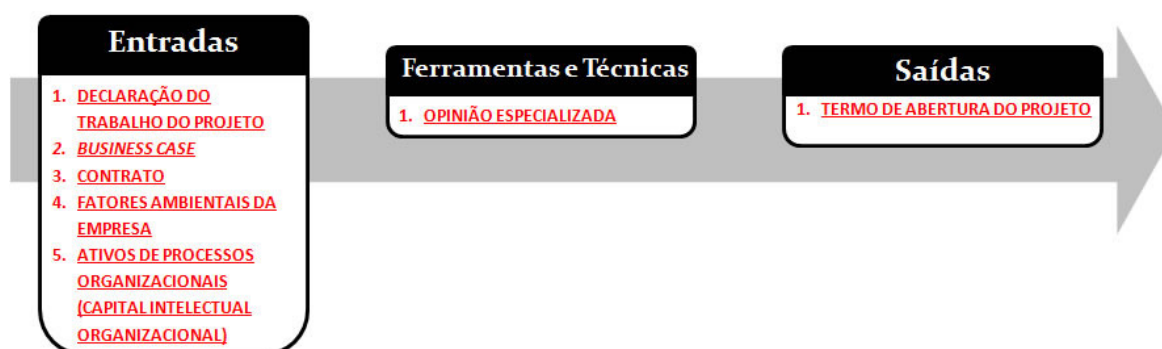 Entradas
1. DECLARAÇÃO DO
TRABALHO DO PROJETO
2. BUSINESS CASE
3. CONTRATO
4. FATORES AMBIENTAIS DA
EMPRESA
5. ATIVOS DE PROCESSOS
ORGANIZACIONAIS
(CAPITAL INTELECTUAL
ORGANIZACIONAL)
Ferramentas e Técnicas
1. OPINIÃO ESPECIALIZADA
Saídas
1. TERMO DE ABERTURA DO PROJETO